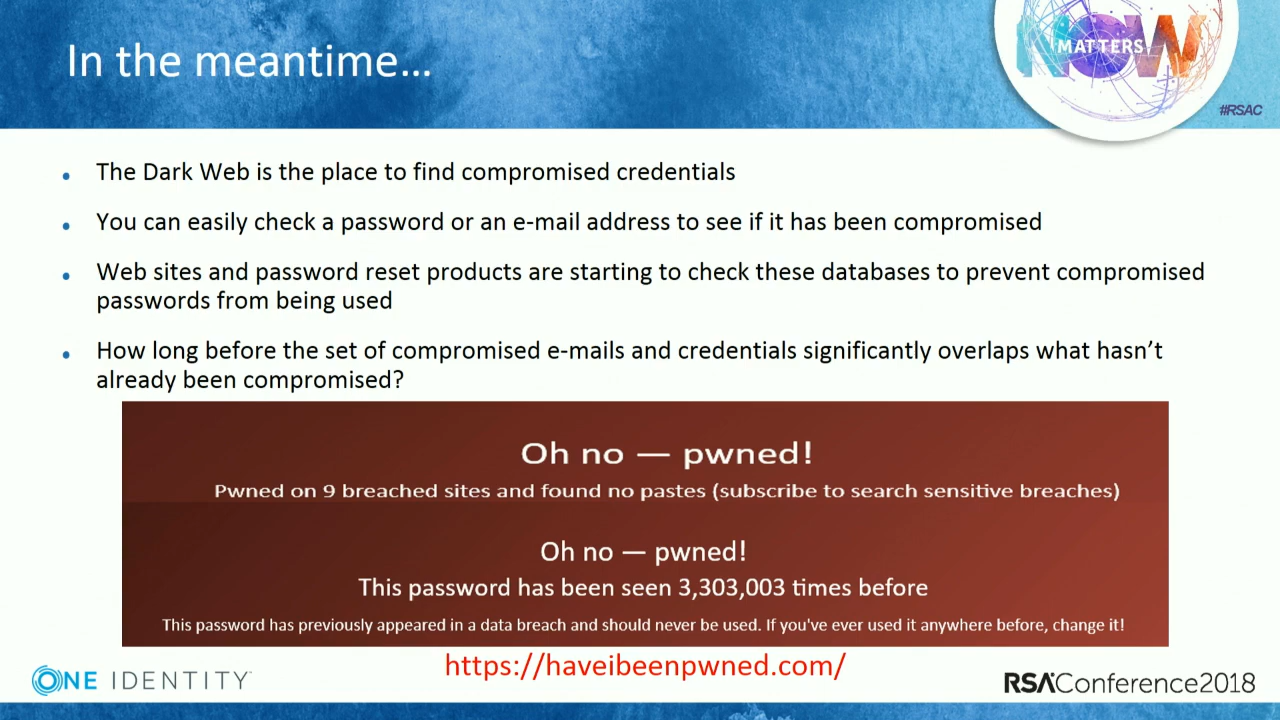 In the meantime…
NOW
MATTERS
#RSAC
• The Dark Web is the place to find compromised credentials
• You can easily check a password or an e-mail address to see if it has been compromised
• Web sites and password reset products are starting to check these databases to prevent compromised
passwords from being used
• How long before the set of compromised e-mails and credentials significantly overlaps what hasn't
already been compromised?
Oh no — pwned!
Pwned on 9 breached sites and found no pastes (subscribe to search sensitive breaches)
Oh no — pwned!
This password has been seen 3,303,003 times before
This password has previously appeared in a data breach and should never be used. If you've ever used it anywhere before, change it!
https://haveibeenpwned.com/
ONE IDENTITY
RSAConference2018